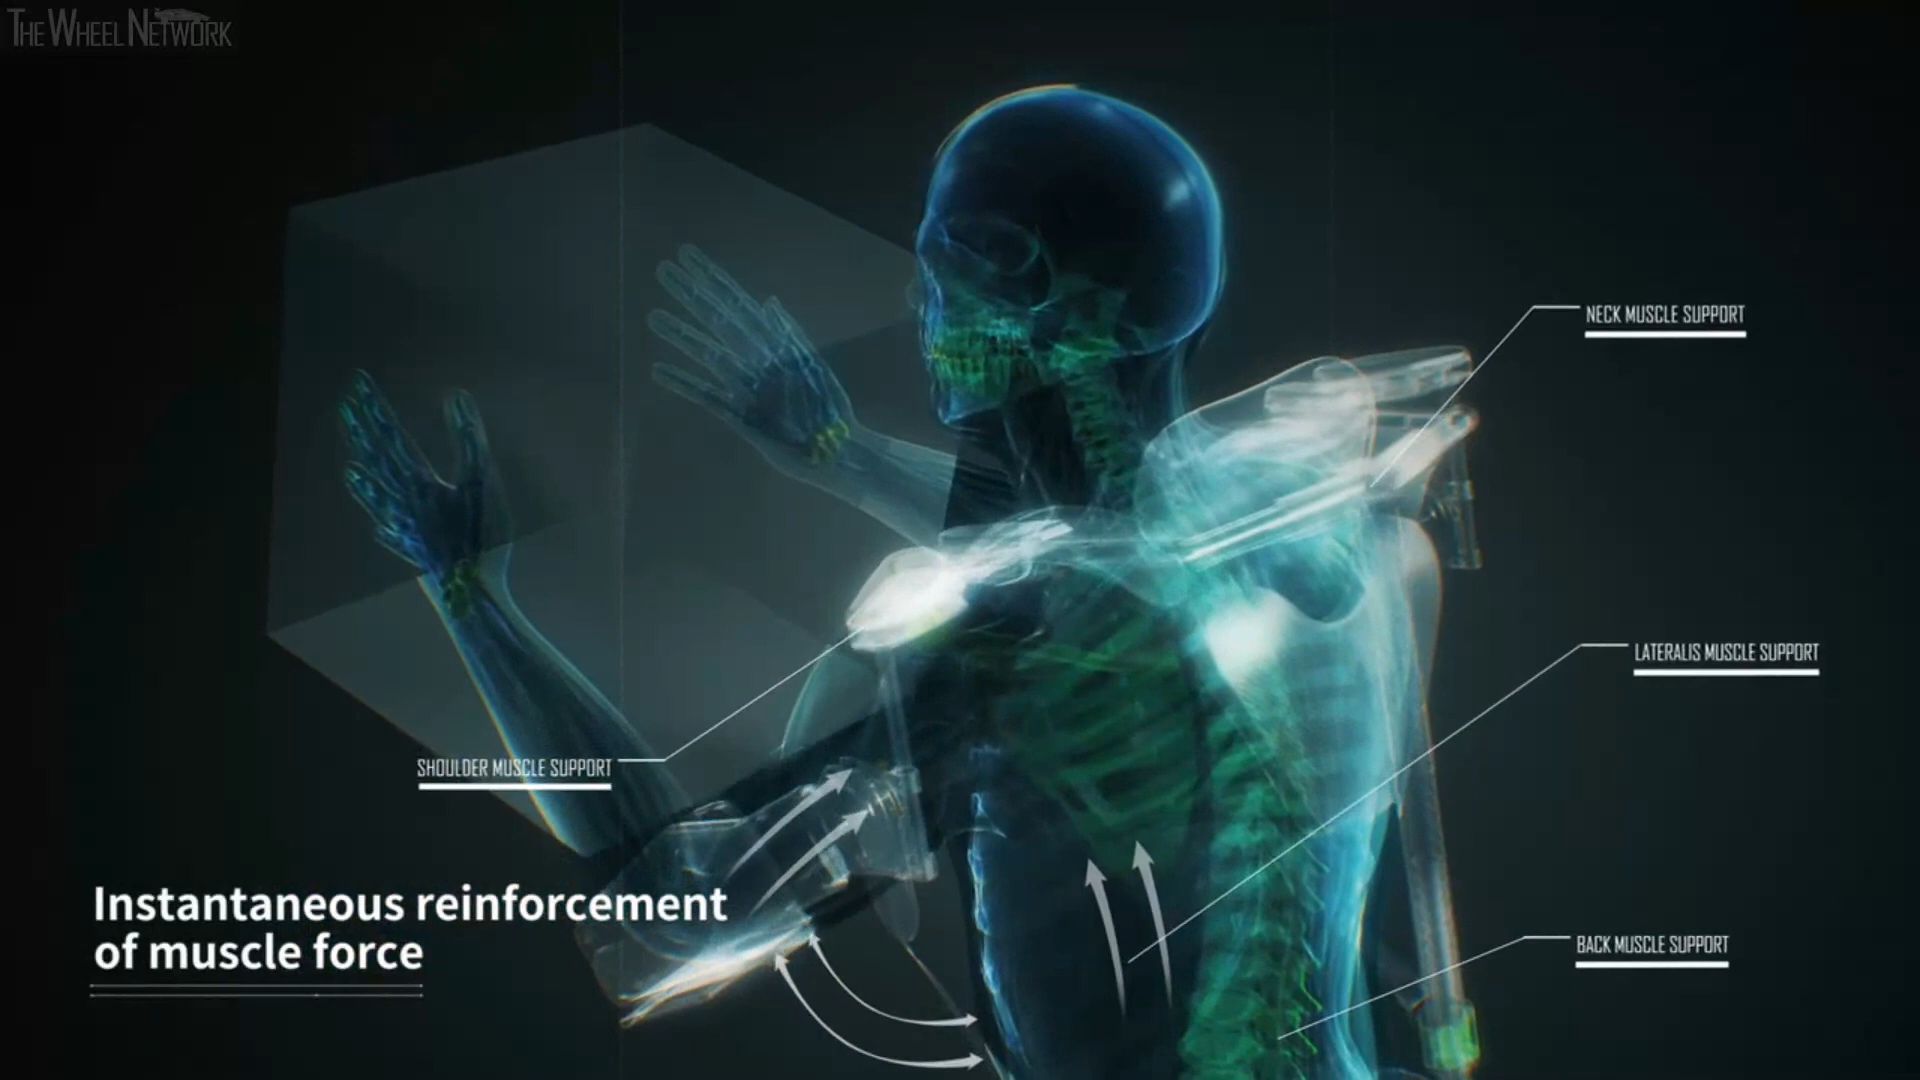 THE WHEEL NETWORK
NECK MUSCLE SUPPORT
LATERALIS MUSCLE SUPPORT
SHOULDER MUSCLE SUPPORT
Instantaneous reinforcement
of muscle force
BACK MUSCLE SUPPORT